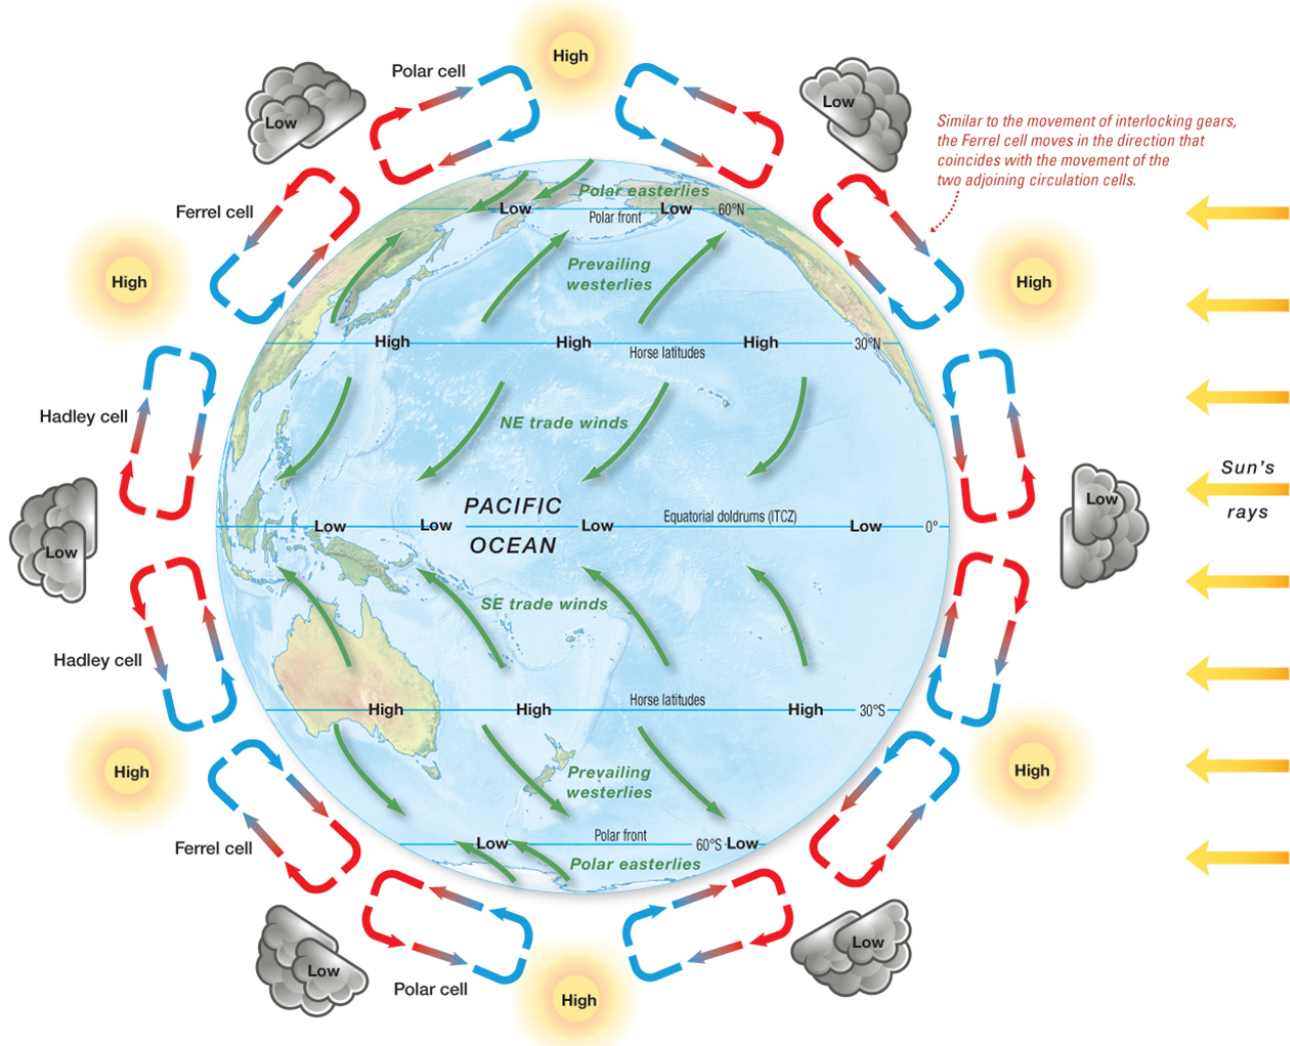 High
Polar cell
Low
Low
Similar to the movement of interlocking gears,
the Ferrel cell moves in the direction that
coincides with the movement of the
two adjoining circulation cells.
Ferrel cell
Polar easterlies
Low
Polar front
Low
60°N
High
Prevailing
westerlies
High
High
High
High
30°N
Horse latitudes
Hadley cell
NE trade winds
Sun's
rays
Low
PACIFIC
OCEAN
Low
Low
Low
Equatorial doldrums (ITCZ)
Low
0°
Low
SE trade winds
Hadley cell
Horse latitudes
High
High
High
30°S
High
Prevailing
westerlies
High
Polar front
Low
60°S
Low
Ferrel cell
Polar easterlies
Low
Low
Polar cell
High